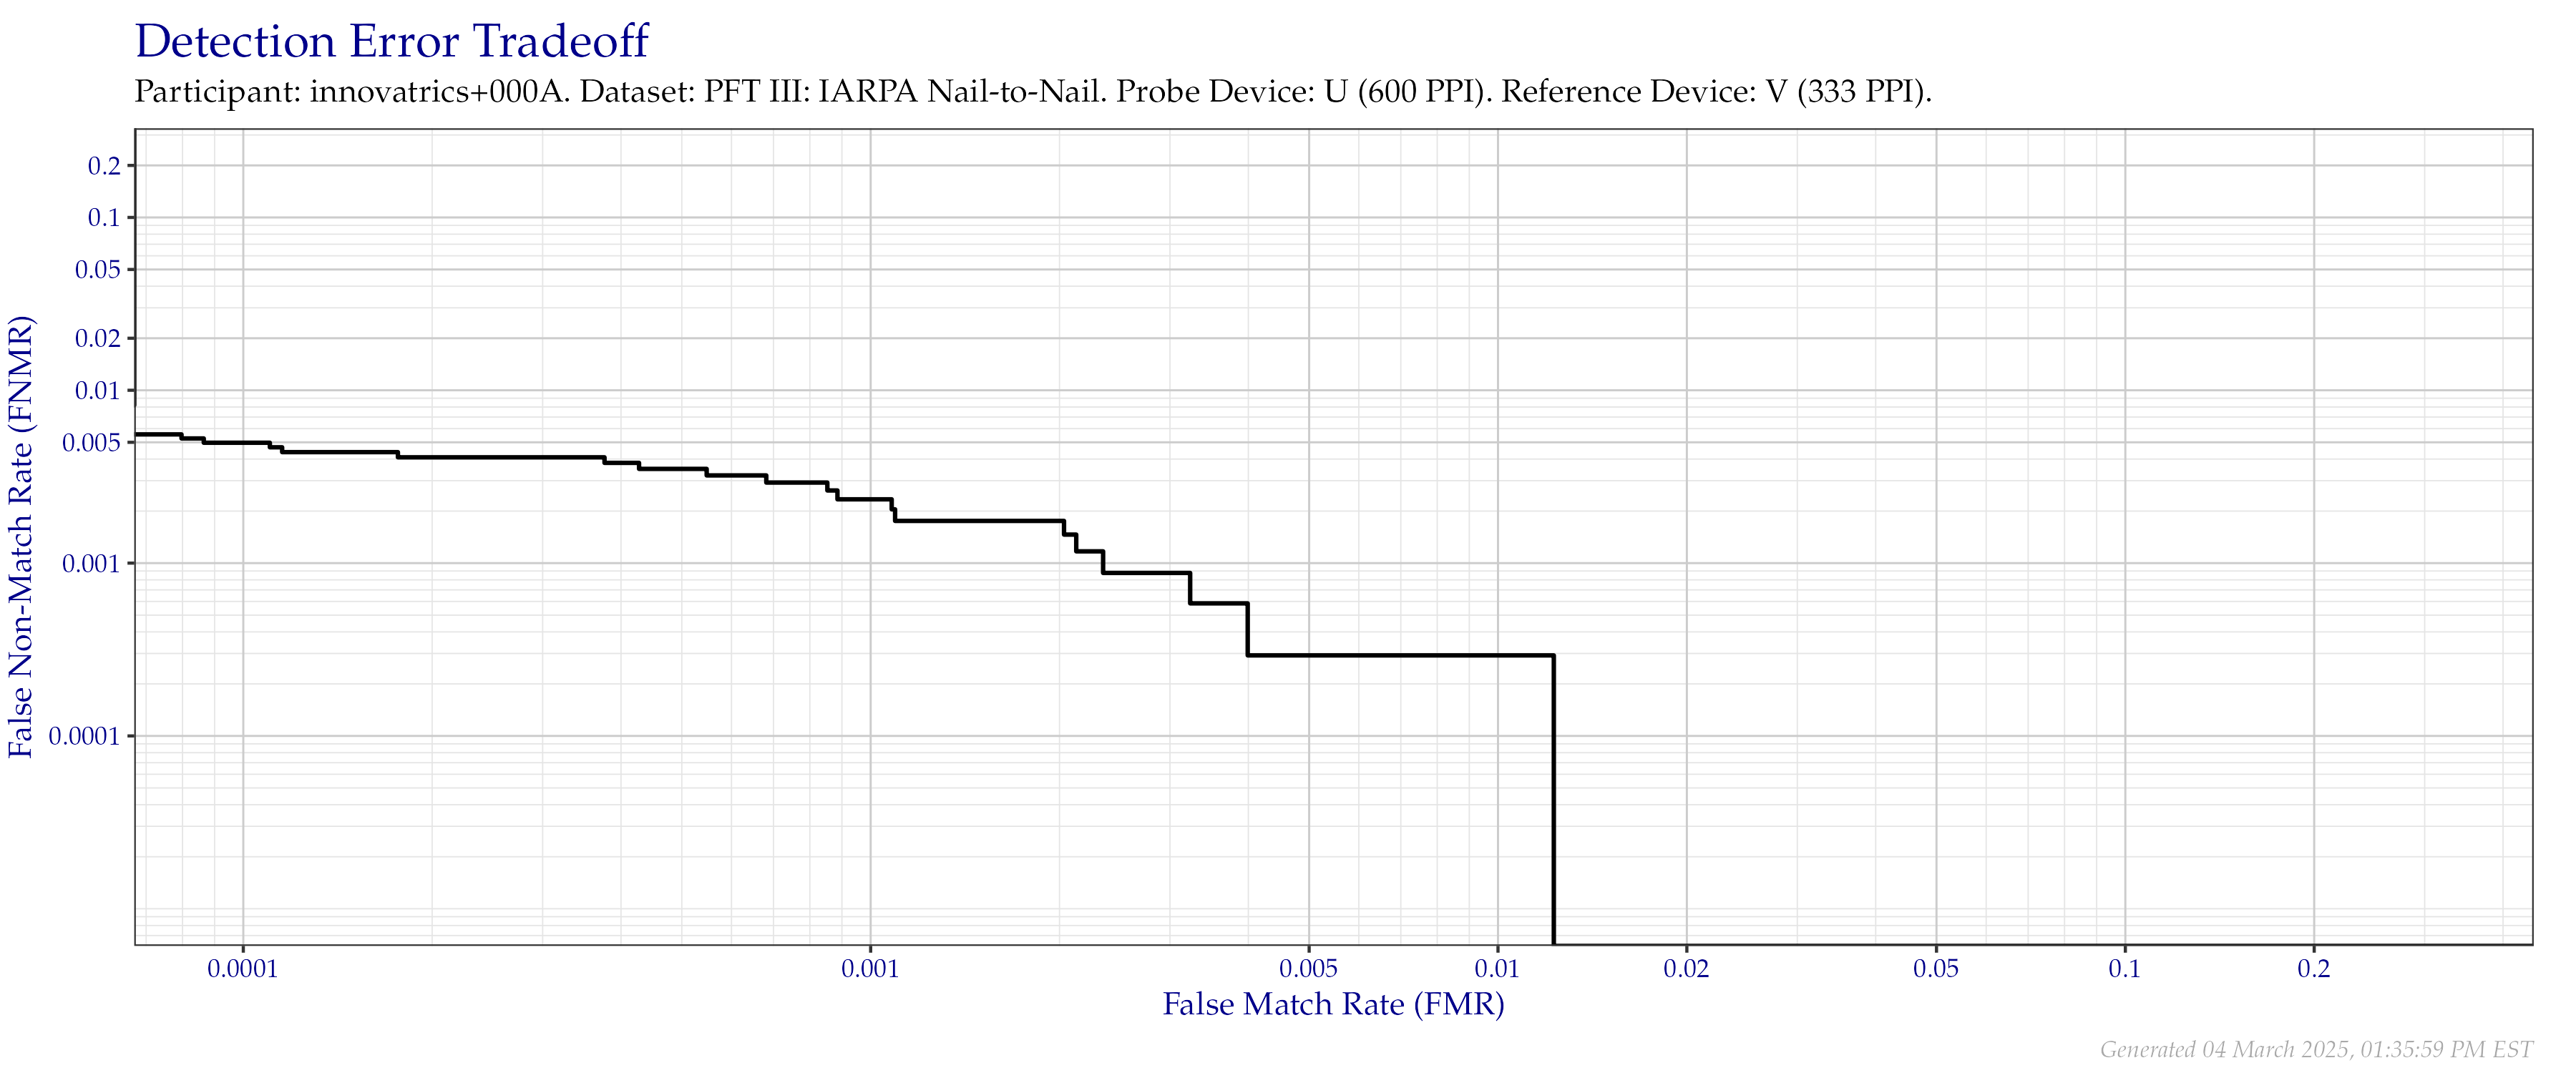 Detection Error Tradeoff
Participant: innovatrics+000A. Dataset: PFT III: IARPA Nail-to-Nail. Probe Device: U (600 PPI). Reference Device: V (333 PPI).
False Non-Match Rate (FNMR)
0.2
0.1
0.05
0.02
0.01
0.005
0.001
0.0001
0.0001 0.001 0.005 0.01 0.02 0.05 0.1 0.2
False Match Rate (FMR)
Generated 04 March 2025, 01:35:59 PM EST